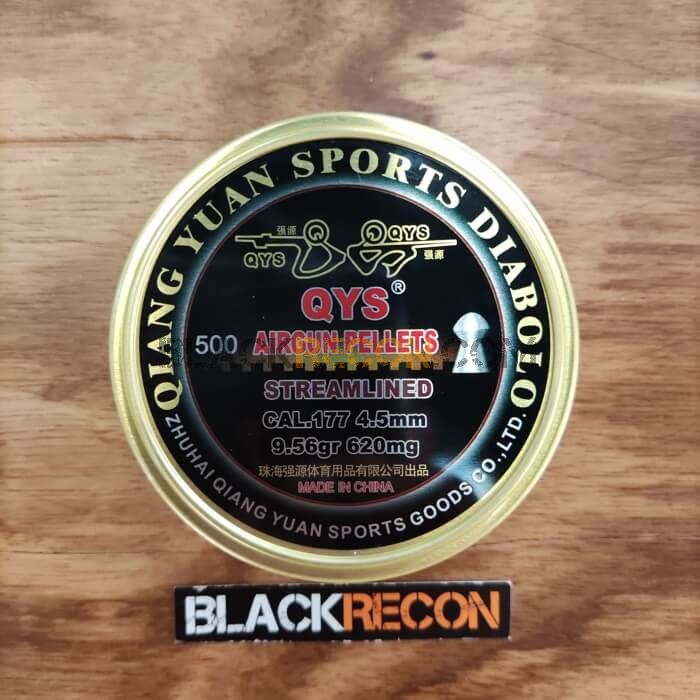 QIANG YUAN SPORTS DIABOLO
强源
QYS
QYS
强源
QYS®
500 AIRGUN PELLETS
STREAMLINED
CAL.177 4.5mm
9.56gr 620mg
珠海强源体育用品有限公司出品
MADE IN CHINA
ZHUHAI QIANG YUAN SPORTS GOODS CO.,LTD.
BLACKRECON
BLACKRECON.COM